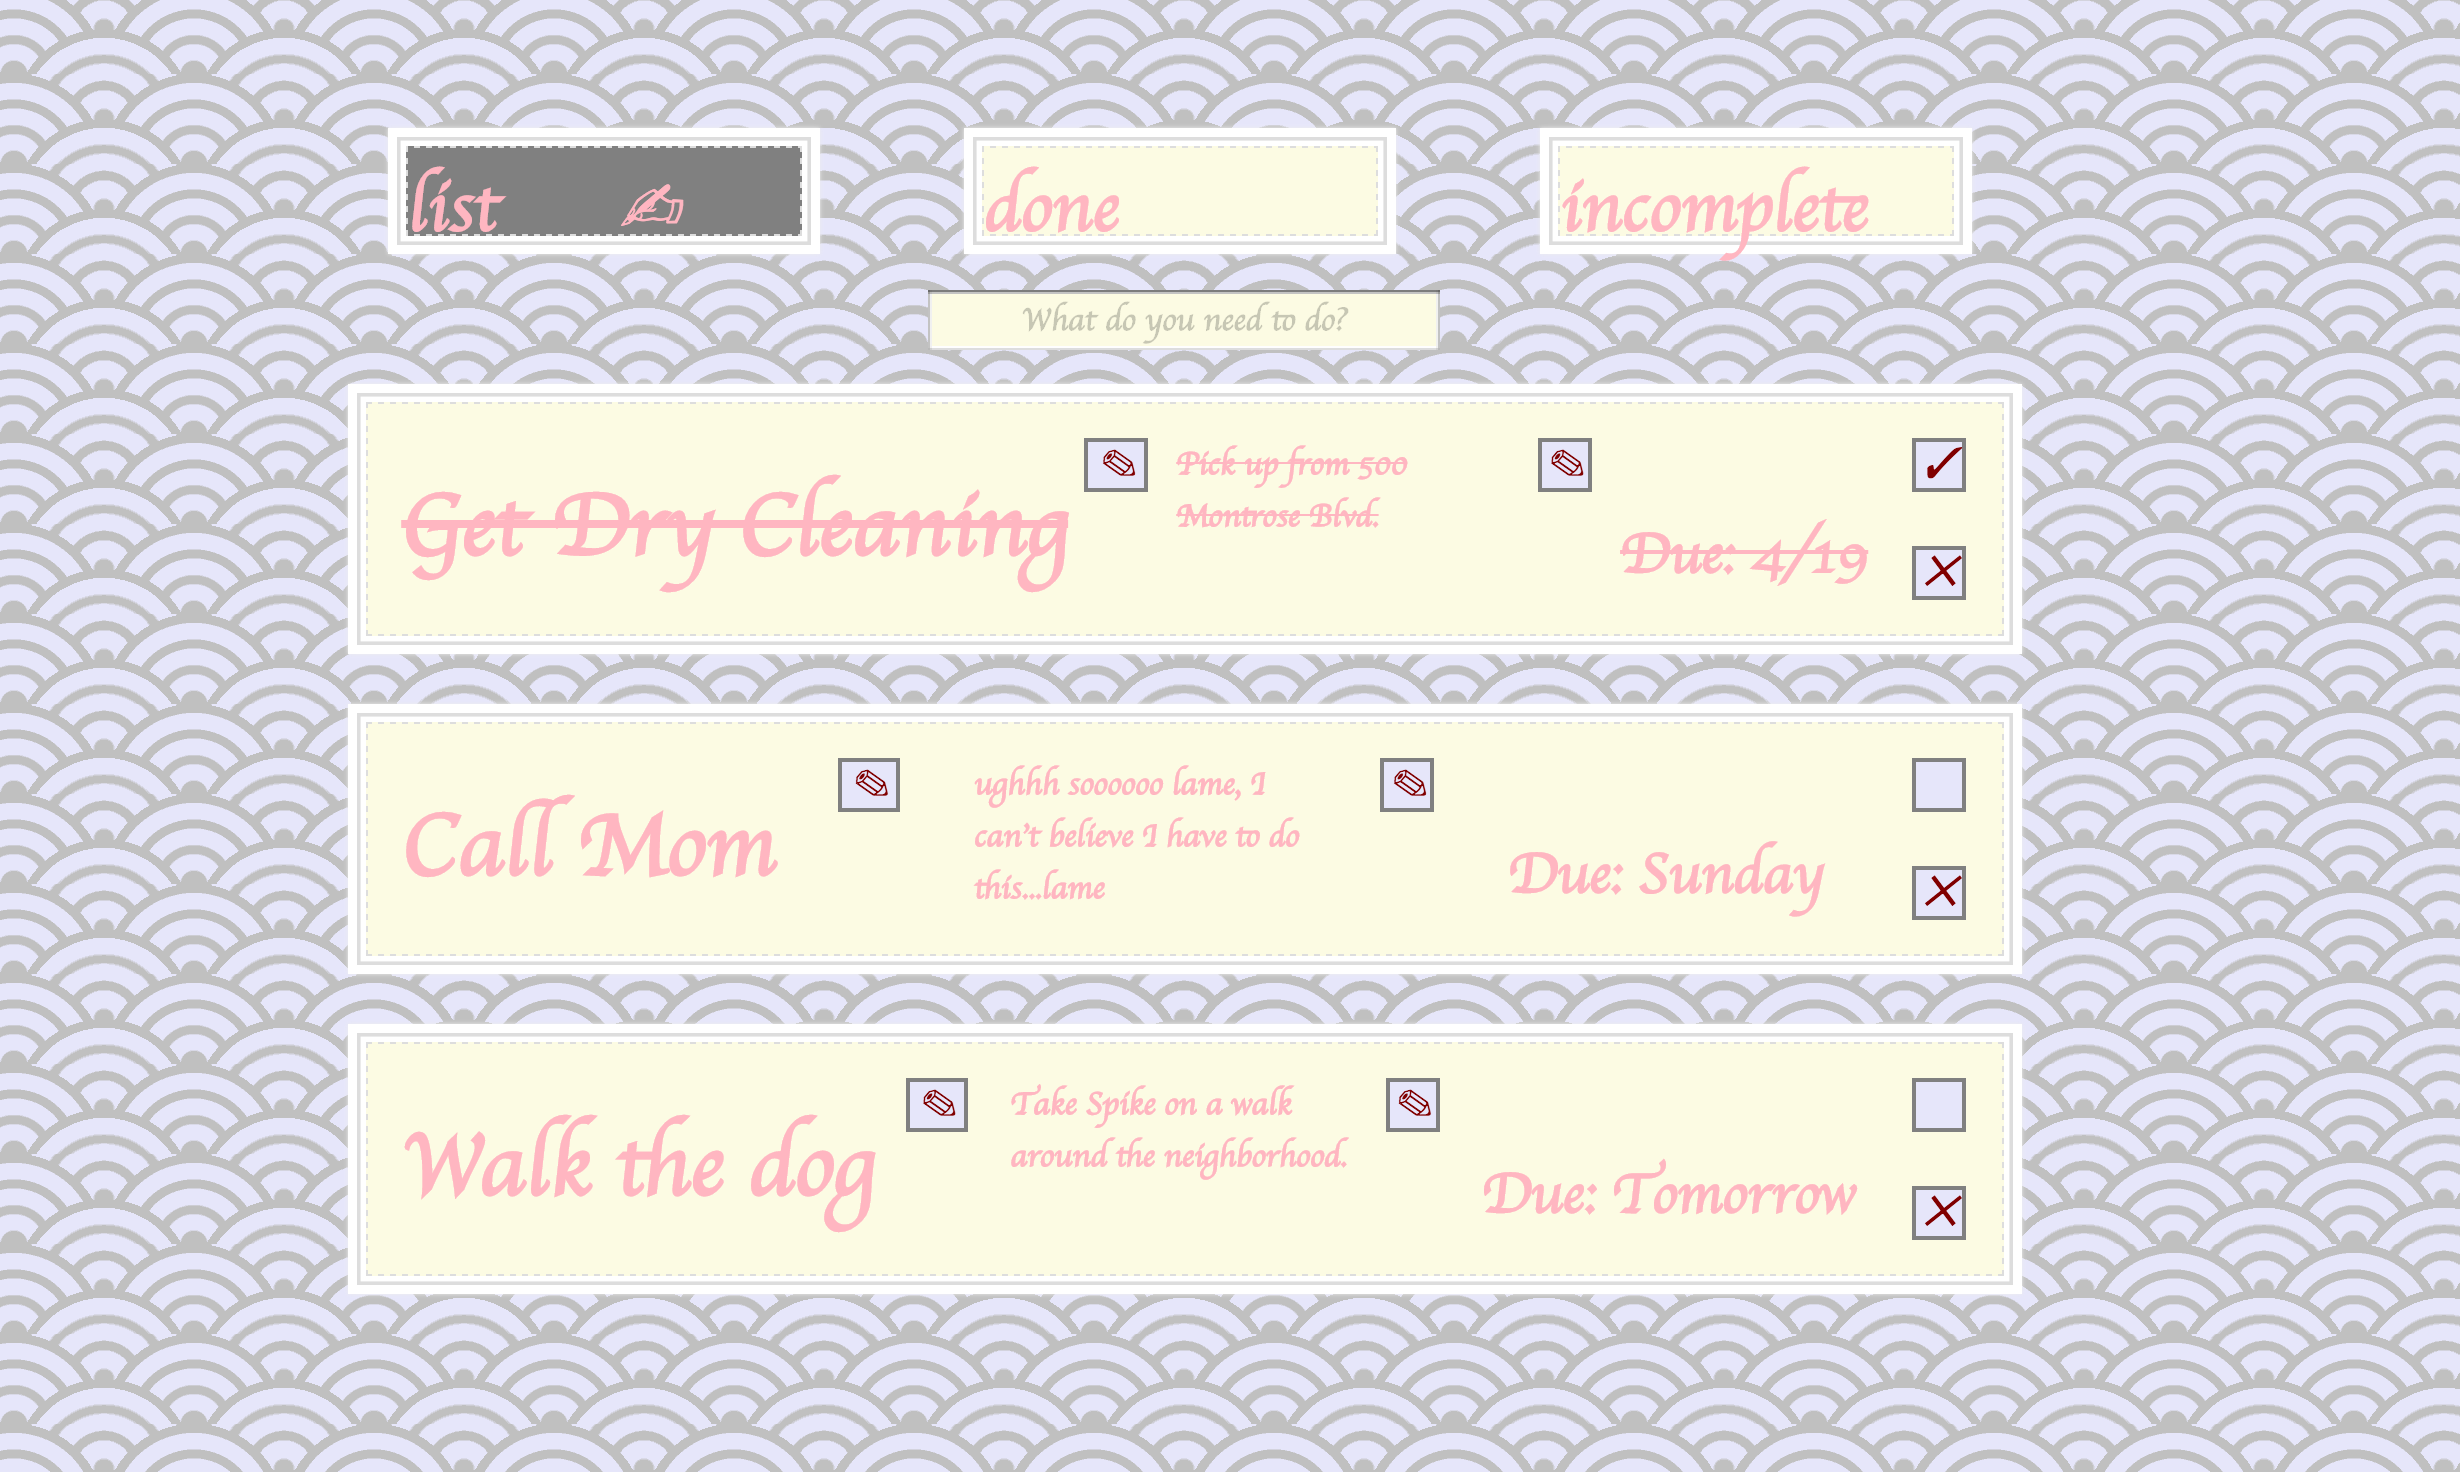 list ✍
done
incomplete
What do you need to do?
Get Dry Cleaning
Pick up from 500
Montrose Blvd.
Due: 4/19
Call Mom
ughhh soooooo lame, I
can't believe I have to do
this...lame
Due: Sunday
Walk the dog
Take Spike on a walk
around the neighborhood.
Due: Tomorrow